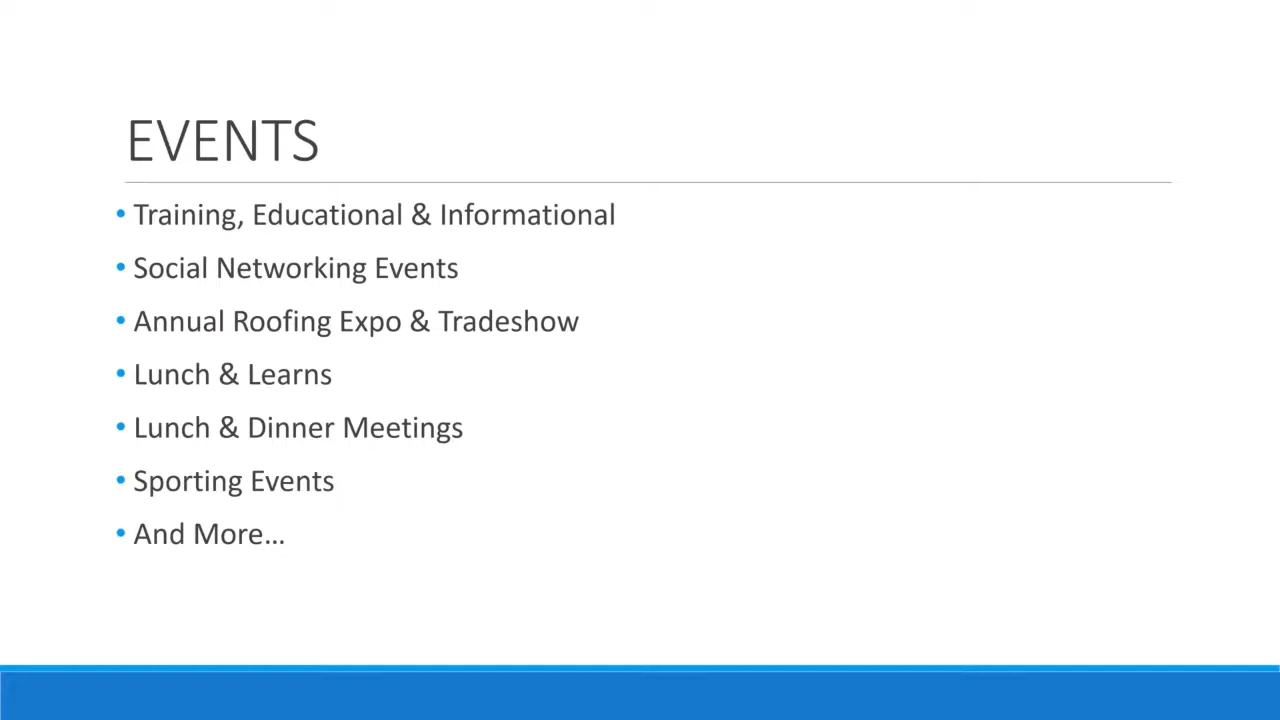 EVENTS
• Training, Educational & Informational
• Social Networking Events
• Annual Roofing Expo & Tradeshow
• Lunch & Learns
• Lunch & Dinner Meetings
• Sporting Events
• And More…